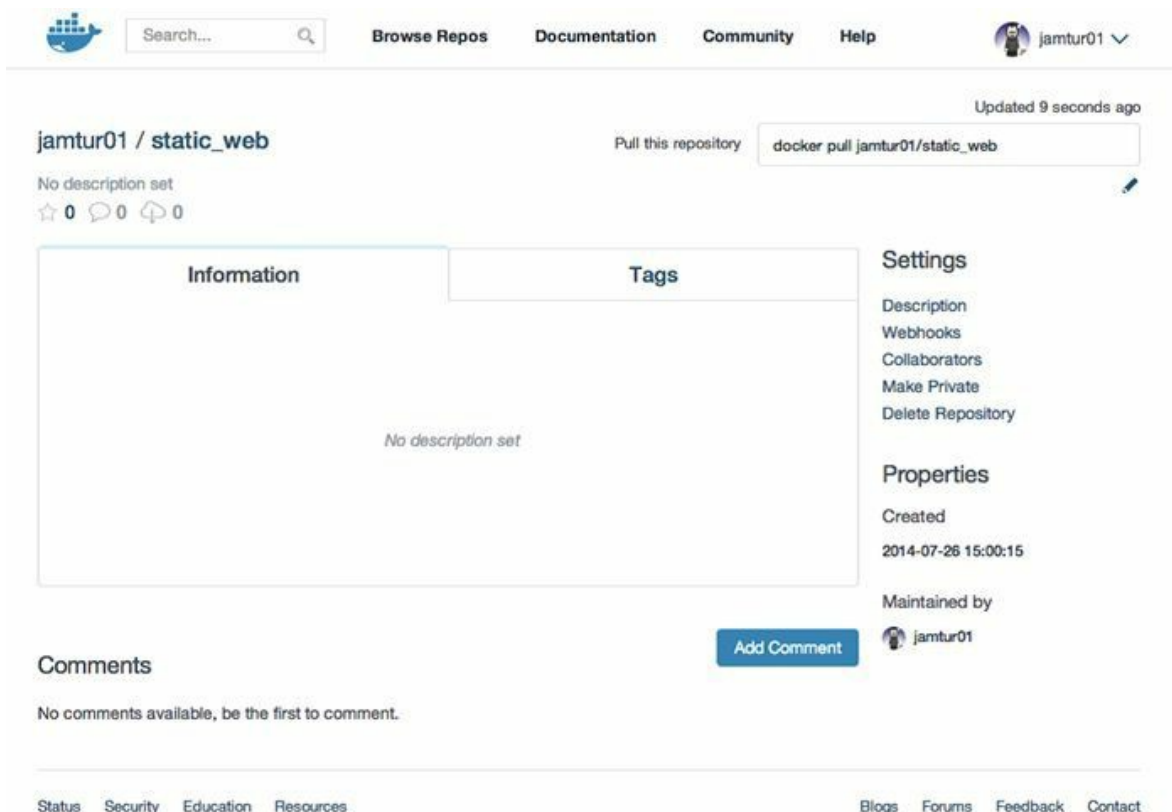 Search...
Browse Repos
Documentation
Community
Help
jamtur01
Updated 9 seconds ago
jamtur01 / static_web
Pull this repository
docker pull jamtur01/static_web
No description set
0 0 0
Information
Tags
No description set
Settings
Description
Webhooks
Collaborators
Make Private
Delete Repository
Properties
Created
2014-07-26 15:00:15
Maintained by
jamtur01
Add Comment
Comments
No comments available, be the first to comment.
Status Security Education Resources
Blogs Forums Feedback Contact